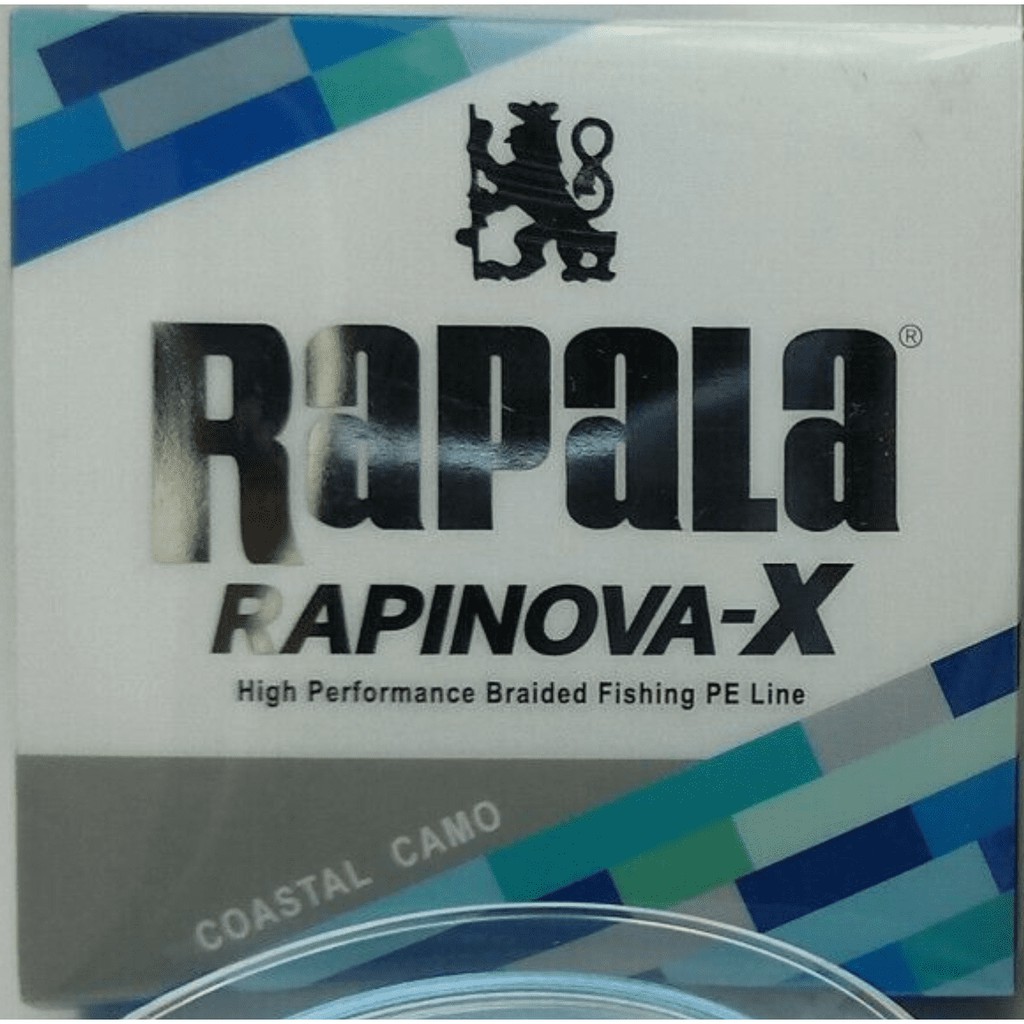 RAPALA®
RAPINOVA-X
High Performance Braided Fishing PE Line
COASTAL CAMO